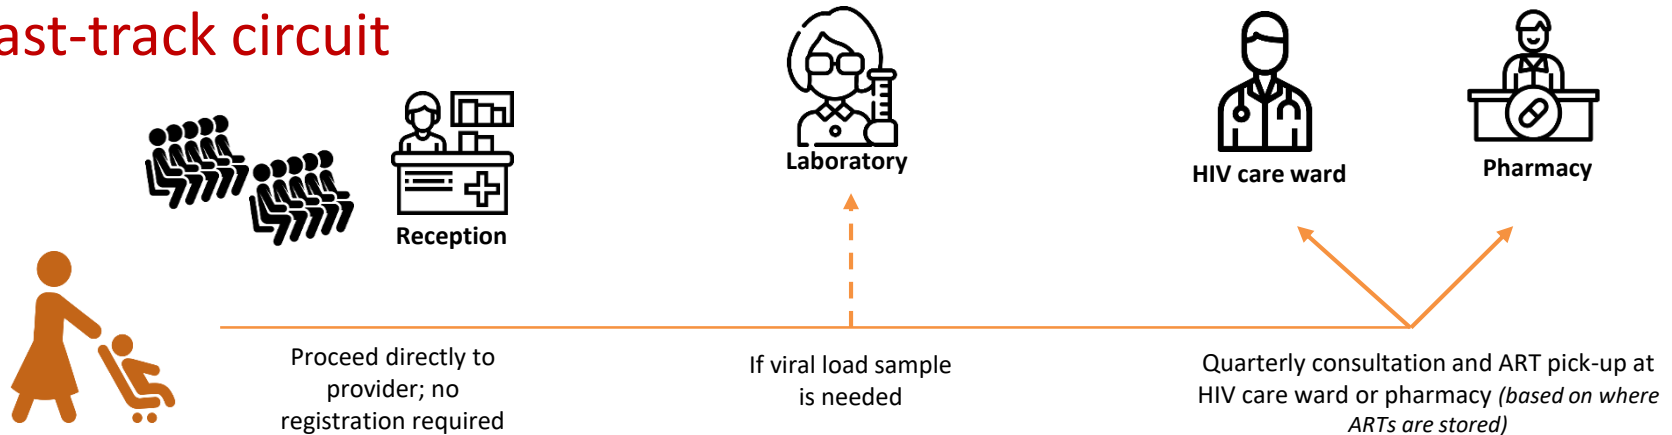 ast-track circuit
Reception
Laboratory
HIV care ward
Pharmacy
Proceed directly to
provider; no
registration required
If viral load sample
is needed
Quarterly consultation and ART pick-up at
HIV care ward or pharmacy (based on where
ARTs are stored)